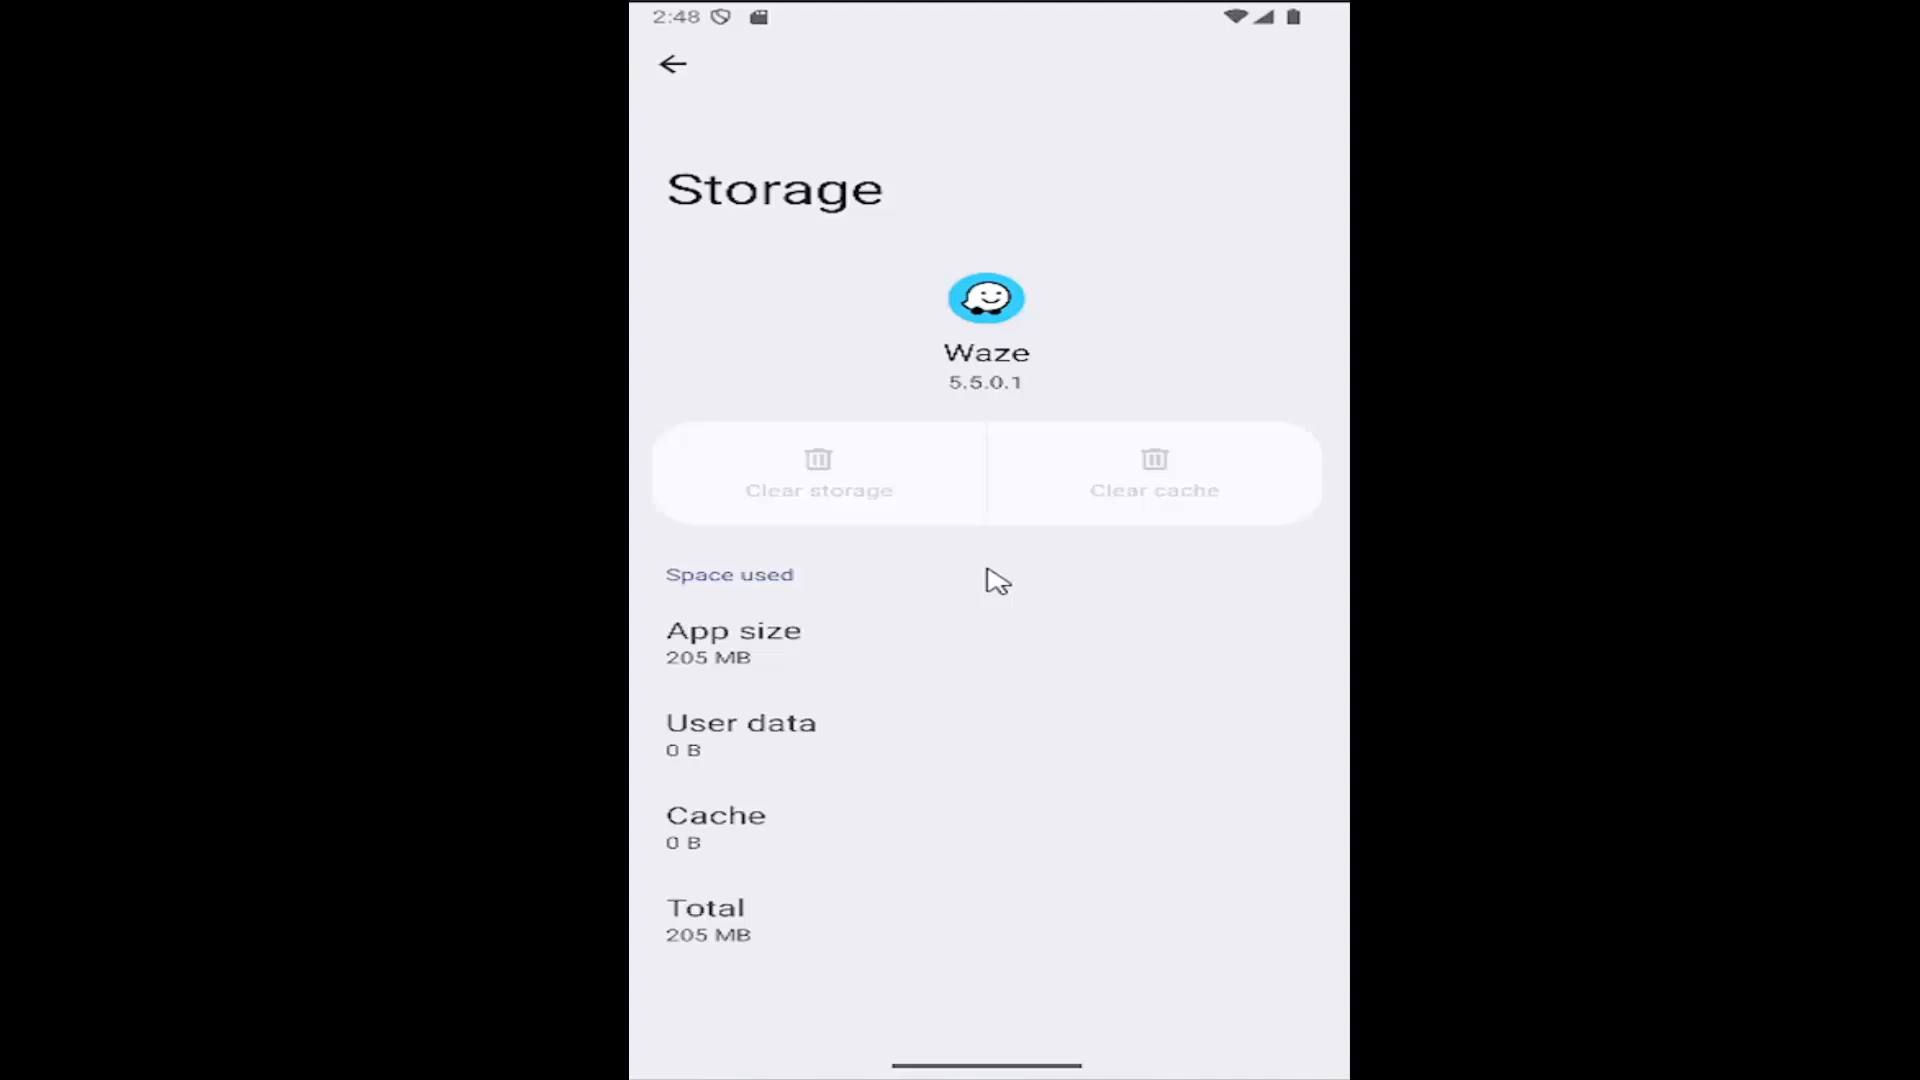 2:48
Storage
Waze
5.5.0.1
Clear storage
Clear cache
Space used
App size
205 MB
User data
0 B
Cache
0 B
Total
205 MB